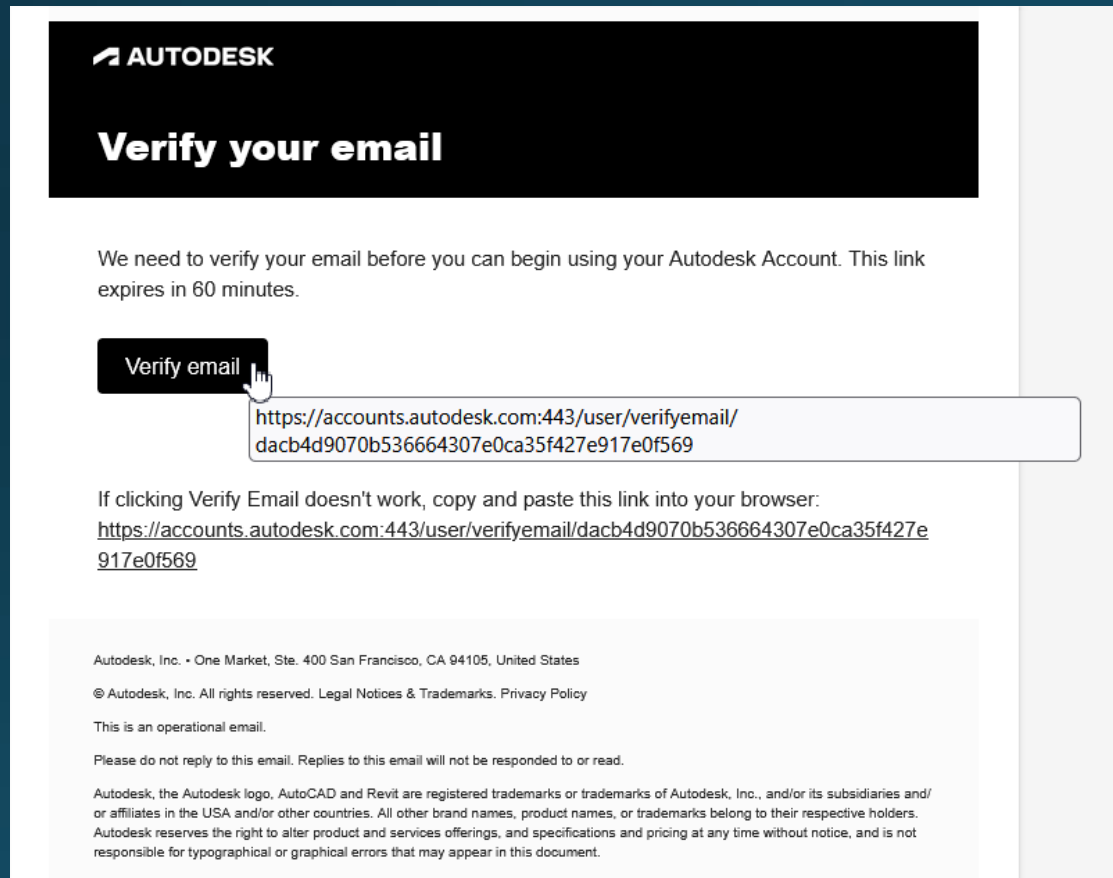 AUTODESK
Verify your email
We need to verify your email before you can begin using your Autodesk Account. This link
expires in 60 minutes.
Verify email
https://accounts.autodesk.com:443/user/verifyemail/
dacb4d9070b536664307e0ca35f427e917e0f569
If clicking Verify Email doesn't work, copy and paste this link into your browser:
https://accounts.autodesk.com:443/user/verifyemail/dacb4d9070b536664307e0ca35f427e
917e0f569
Autodesk, Inc. • One Market, Ste. 400 San Francisco, CA 94105, United States
© Autodesk, Inc. All rights reserved. Legal Notices & Trademarks. Privacy Policy
This is an operational email.
Please do not reply to this email. Replies to this email will not be responded to or read.
Autodesk, the Autodesk logo, AutoCAD and Revit are registered trademarks or trademarks of Autodesk, Inc., and/or its subsidiaries and/
or affiliates in the USA and/or other countries. All other brand names, product names, or trademarks belong to their respective holders.
Autodesk reserves the right to alter product and services offerings, and specifications and pricing at any time without notice, and is not
responsible for typographical or graphical errors that may appear in this document.